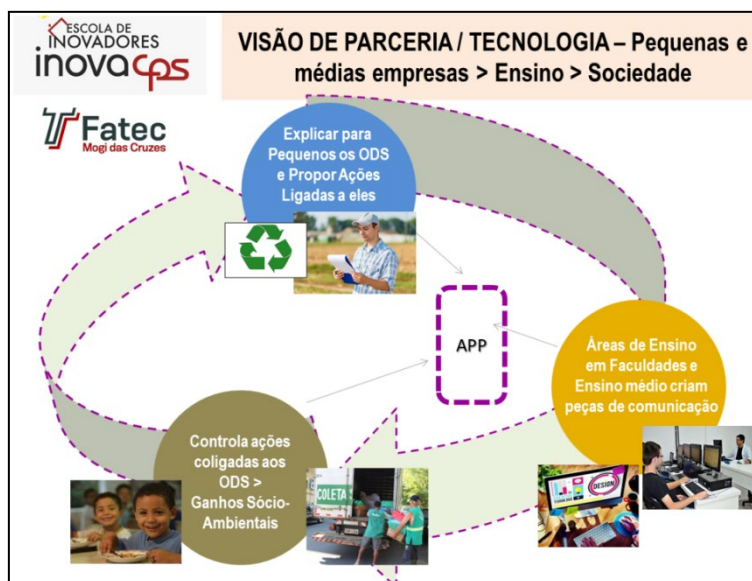 ESCOLA DE
INOVADORES
inovacps
VISÃO DE PARCERIA / TECNOLOGIA – Pequenas e
médias empresas > Ensino > Sociedade
Fatec
Mogi das Cruzes
Explicar para
Pequenos os ODS
e Propor Ações
Ligadas a eles
APP
Àreas de Ensino
em Faculdades e
Ensino médio criam
peças de comunicação
Controla ações
coligadas aos
ODS >
Ganhos Sócio-
Ambientais
COLETA
DESIGN